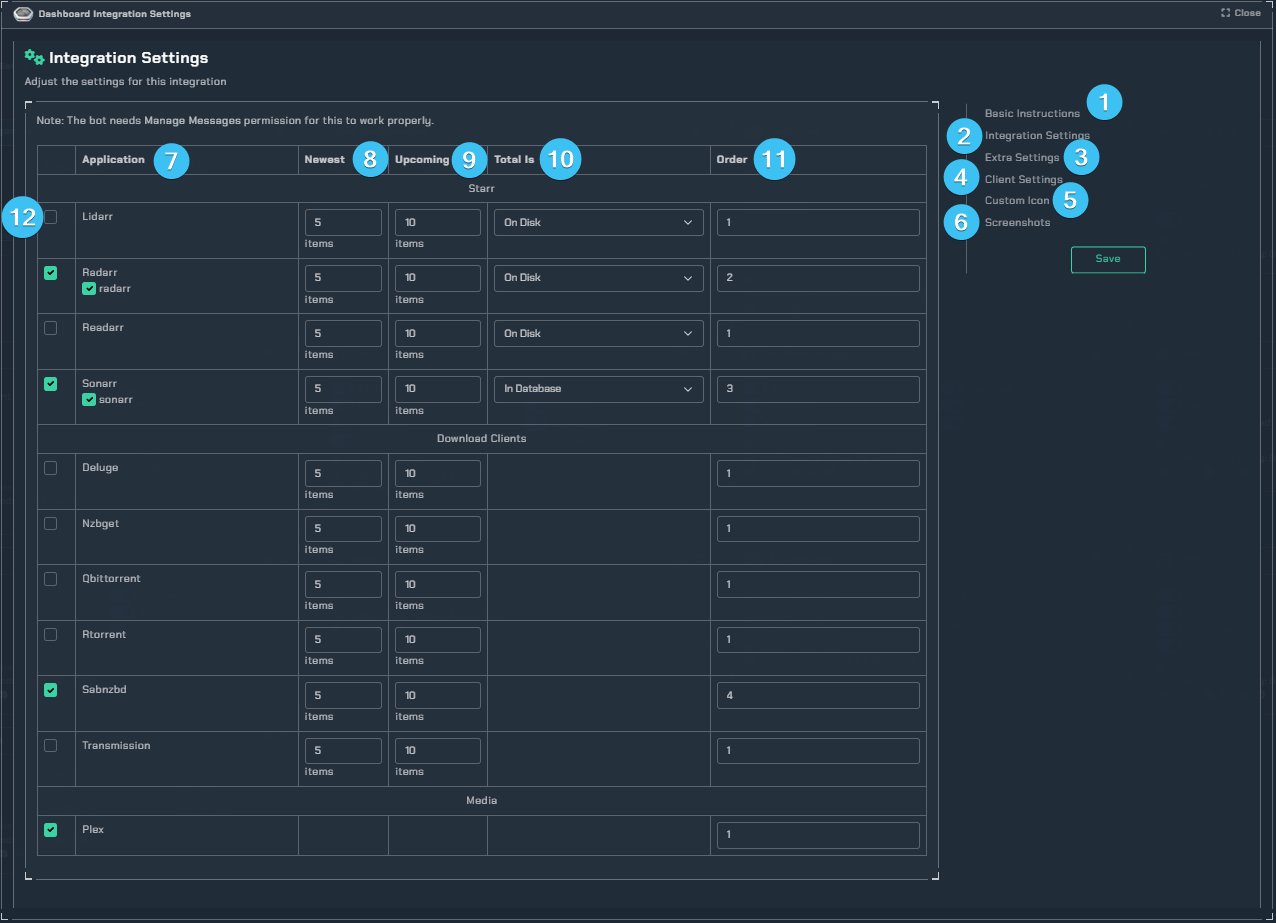 Dashboard Integration Settings
Close
Integration Settings
Adjust the settings for this integration
Note: The bot needs Manage Messages permission for this to work properly.
Application 7 Newest 8 Upcoming 9 Total Is 10 Order 11
Starr
12 Lidarr 5 items 10 items On Disk 1
Radarr 5 items 10 items On Disk 2
radarr
Readarr 5 items 10 items On Disk 1
Sonarr 5 items 10 items In Database 3
sonarr
Download Clients
Deluge 5 items 10 items 1
Nzbget 5 items 10 items 1
Qbittorrent 5 items 10 items 1
Rtorrent 5 items 10 items 1
Sabnzbd 5 items 10 items 4
Transmission 5 items 10 items 1
Media
Plex 1
Basic Instructions 1
2 Integration Settings
Extra Settings 3
4 Client Settings
Custom Icon 5
6 Screenshots
Save